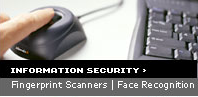 INFORMATION SECURITY >
Fingerprint Scanners | Face Recognition